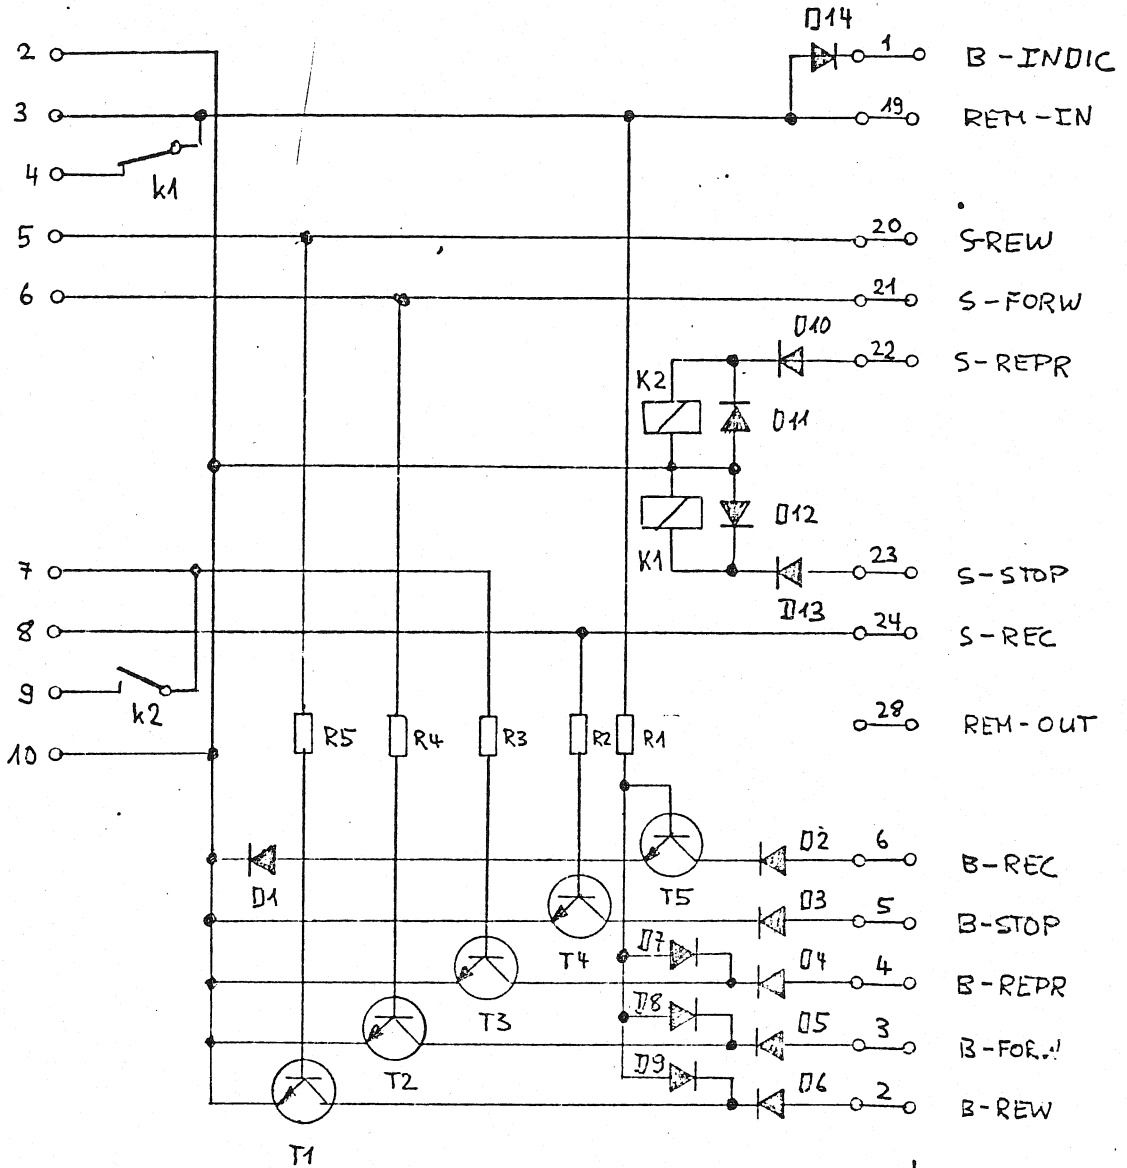 D14
2 1 B-INDIC
3 19 REM-IN
4 k1
5 20 S-REW
6 21 S-FORW
D10
22 S-REPR
K2
D11
D12
K1
7 23 S-STOP
D13
8 24 S-REC
9 k2
28 REM-OUT
R5 R4 R3 R2 R1
10
D2 6 B-REC
D1
T5
D3 5 B-STOP
T4 D7 D4 4 B-REPR
T3 D8 D5 3
T2 D9 D6 2 B-REW
T1